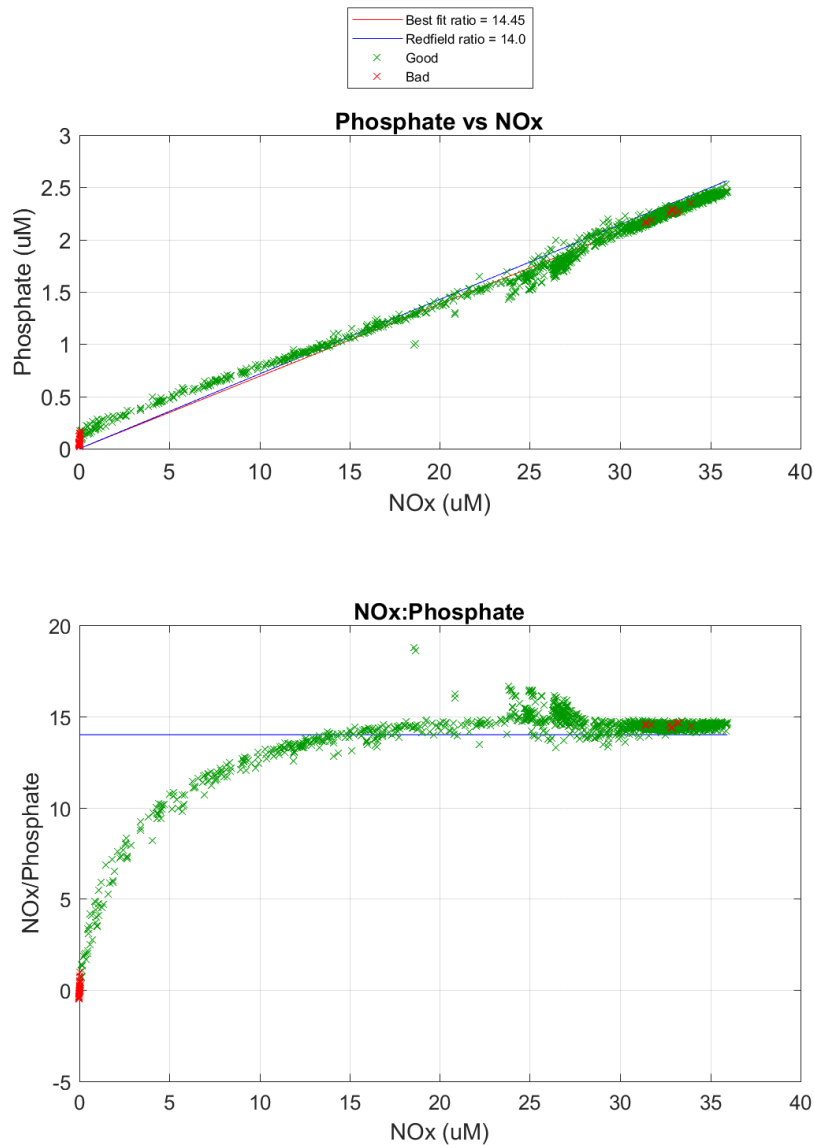 Best fit ratio = 14.45
Redfield ratio = 14.0
Good
Bad
Phosphate vs NOx
3
2.5
2
1.5
1
0.5
0
Phosphate (uM)
0 5 10 15 20 25 30 35 40
NOx (uM)
NOx:Phosphate
20
15
10
5
0
-5
NOx/Phosphate
0 5 10 15 20 25 30 35 40
NOx (uM)